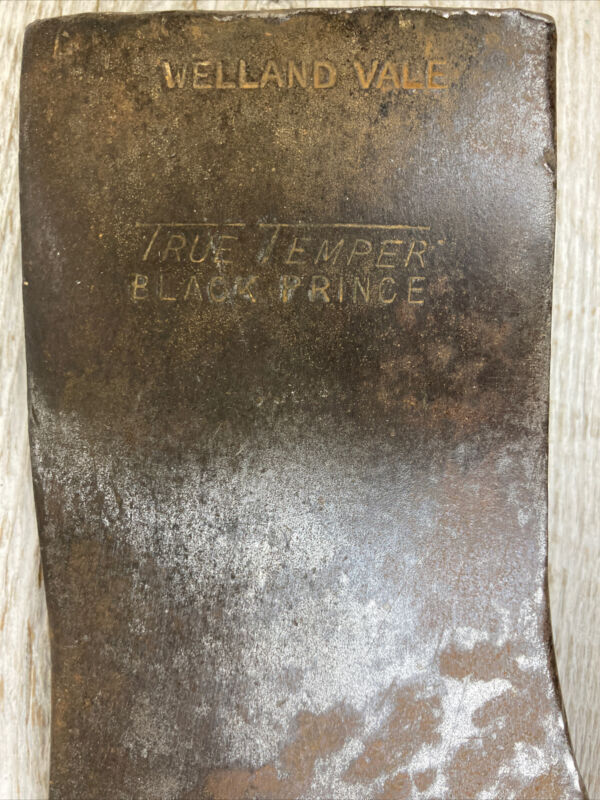 WELLAND VALE
TRUE TEMPER
BLACK PRINCE